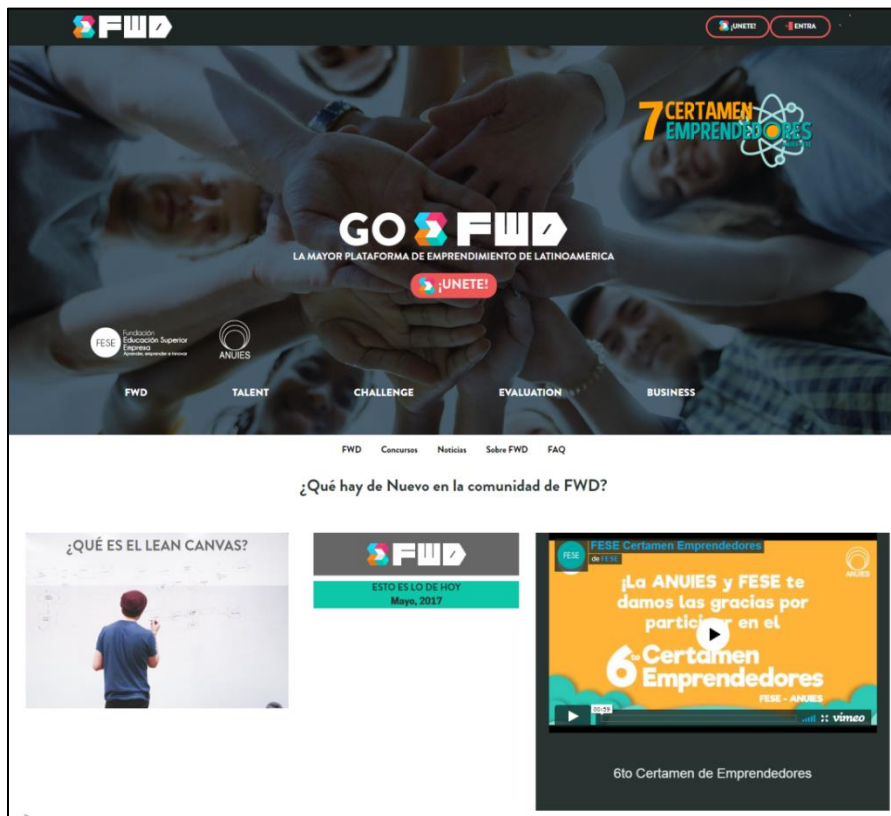 FWD
¡UNETE!
ENTRA
7 CERTAMEN
EMPRENDEDORES
GO FWD
LA MAYOR PLATAFORMA DE EMPRENDIMIENTO DE LATINOAMERICA
¡UNETE!
FESE
Fundación
Educación Superior
Empresa
Aprender, emprender e innovar
ANUIES
FWD TALENT CHALLENGE EVALUATION BUSINESS
FWD Concursos Noticias Sobre FWD FAQ
¿Qué hay de Nuevo en la comunidad de FWD?
¿QUÉ ES EL LEAN CANVAS?
FWD
ESTO ES LO DE HOY
Mayo, 2017
FESE
FESE Certamen Emprendedores
de FESE
ANUIES
¡La ANUIES y FESE te
damos las gracias por
participar en el
6to Certamen
Emprendedores
FESE - ANUIES
00:59
vimeo
6to Certamen de Emprendedores